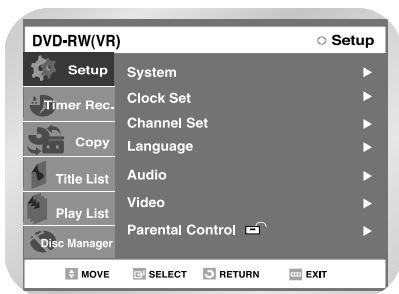 DVD-RW(VR) Setup
Setup
Timer Rec.
Copy
Title List
Play List
Disc Manager
System
Clock Set
Channel Set
Language
Audio
Video
Parental Control
MOVE SELECT RETURN EXIT